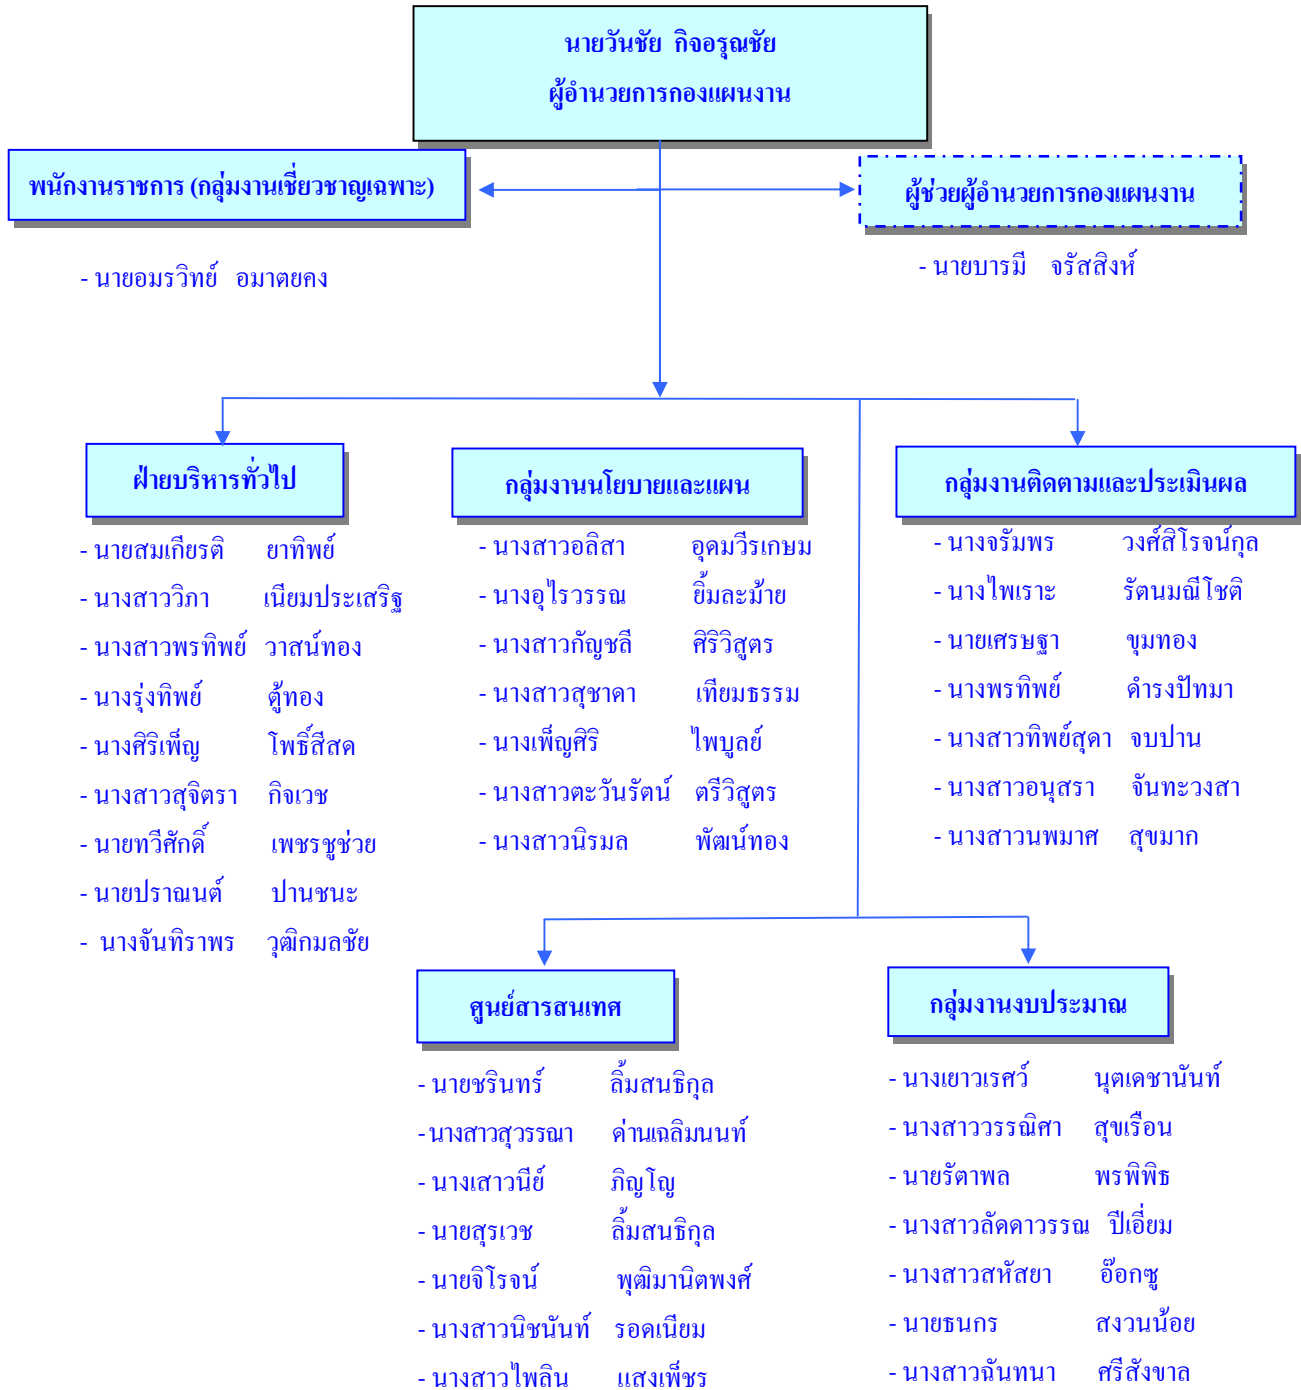 นายวันชัย กิจอรุณชัย
ผู้อำนวยการกองแผนงาน
พนักงานราชการ (กลุ่มงานเชี่ยวชาญเฉพาะ)
- นายอมรวิทย์ อมาตยคง
ผู้ช่วยผู้อำนวยการกองแผนงาน
- นายบารมี จรัสสิงห์
ฝ่ายบริหารทั่วไป
- นายสมเกียรติ ยาทิพย์
- นางสาววิภา เนียมประเสริฐ
- นางสาวพรทิพย์ วาสน์ทอง
- นางรุ่งทิพย์ ตู้ทอง
- นางศิริเพ็ญ โพธิ์สีสด
- นางสาวสุจิตรา กิจเวช
- นายทวีศักดิ์ เพชรชูช่วย
- นายปราณนต์ ปานชนะ
- นางจันทิราพร วุฒิกมลชัย
กลุ่มงานนโยบายและแผน
- นางสาวอลิสา อุดมวีรเกษม
- นางอุไรวรรณ ยิ้มละม้าย
- นางสาวกัญชลี ศิริวิสูตร
- นางสาวสุชาดา เทียมธรรม
- นางเพ็ญศิริ ไพบูลย์
- นางสาวตะวันรัตน์ ตรีวิสูตร
- นางสาวนิรมล พัฒน์ทอง
กลุ่มงานติดตามและประเมินผล
- นางจรัมพร วงศ์สิโรจน์กุล
- นางไพเราะ รัตนมณีโชติ
- นายเศรษฐา ขุมทอง
- นางพรทิพย์ ดำรงปัทมา
- นางสาวทิพย์สุดา จบปาน
- นางสาวอนุสรา จันทะวงสา
- นางสาวนพมาศ สุขมาก
ศูนย์สารสนเทศ
- นายชรินทร์ ลิ้มสนธิกุล
- นางสาวสุวรรณา ด่านเฉลิมนนท์
- นางเสาวนีย์ ภิญโญ
- นายสุรเวช ลิ้มสนธิกุล
- นายจิโรจน์ พุฒิมานิตพงศ์
- นางสาวนิชนันท์ รอดเนียม
- นางสาวไพลิน แสงเพ็ชร
กลุ่มงานงบประมาณ
- นางเยาวเรศว์ นุตเดชานันท์
- นางสาววรรณิศา สุขเรือน
- นายรัตาพล พรพิพิธ
- นางสาวลัดดาวรรณ ปีเอี่ยม
- นางสาวสหัสยา อ๊อกซู
- นายธนกร สงวนน้อย
- นางสาวฉันทนา ศรีสังขาล